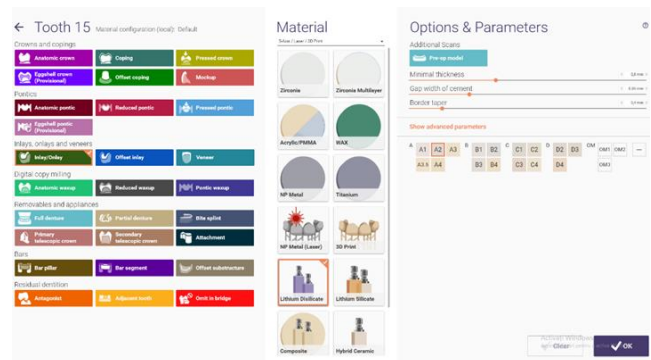 ← Tooth 15 Material configuration (local): Default
Crowns and copings
Anatomic crown
Coping
Pressed crown
Eggshell crown (Provisional)
Offset coping
Mockup
Pontics
Anatomic pontic
Reduced pontic
Pressed pontic
Eggshell pontic (Provisional)
Inlays, onlays and veneers
Inlay/Onlay
Offset inlay
Veneer
Digital copy milling
Anatomic waxup
Reduced waxup
Pontic waxup
Removables and appliances
Full denture
Partial denture
Bite splint
Primary telescopic crown
Secondary telescopic crown
Attachment
Bars
Bar pillar
Bar segment
Offset substructure
Residual dentition
Antagonist
Adjacent tooth
Omit in bridge
Material
Zirconia
Zirconia Multilayer
Acrylic/PMMA
WAX
NP Metal
Titanium
NP Metal (Laser)
3D Print
Lithium Disilicate
Lithium Silicate
Composite
Hybrid Ceramic
Options & Parameters
Additional Scans
Pre-op model
Minimal thickness
Gap width of cement
Border taper
Show advanced parameters
A A1 A2 A3 B B1 B2 C C1 C2 D D2 D3 OM OM1 OM2 ...
A3.5 A4 B3 B4 C3 C4 D4 OM3
Activate Windows
Clear
OK